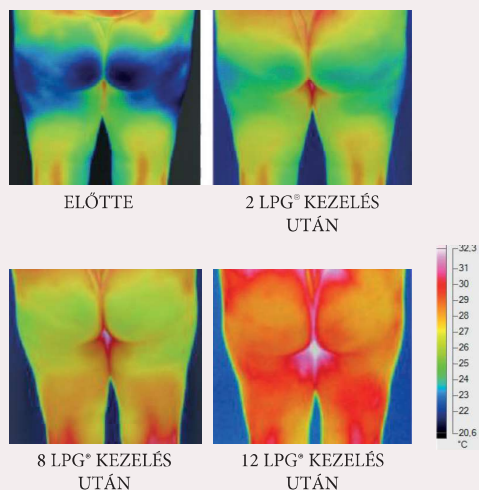 ELŐTTE
2 LPG® KEZELÉS
UTÁN
8 LPG® KEZELÉS
UTÁN
12 LPG® KEZELÉS
UTÁN
32,3
31
30
29
28
27
26
25
24
23
22
20,6
°C